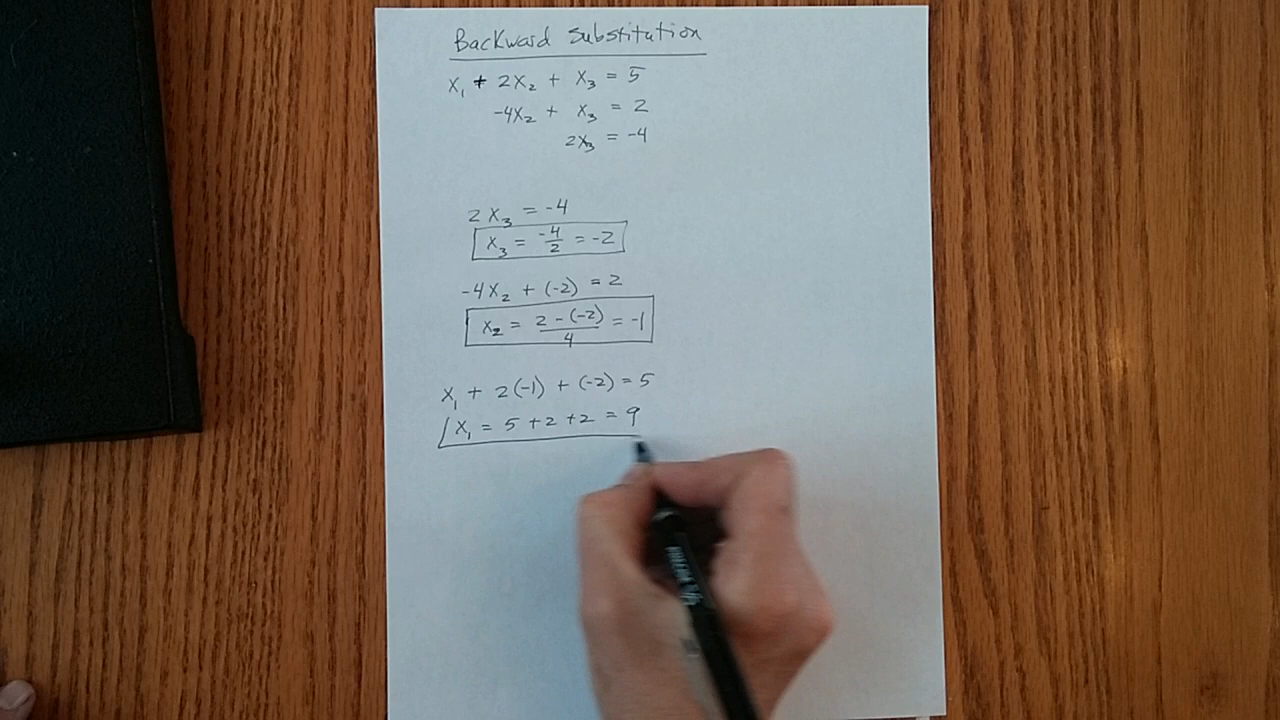 Backward Substitution
x₁ + 2x₂ + x₃ = 5
-4x₂ + x₃ = 2
2x₃ = -4
2x₃ = -4
x₃ = -4/2 = -2
-4x₂ + (-2) = 2
x₂ = 2-(-2)/4 = -1
x₁ + 2(-1) + (-2) = 5
x₁ = 5 + 2 + 2 = 9